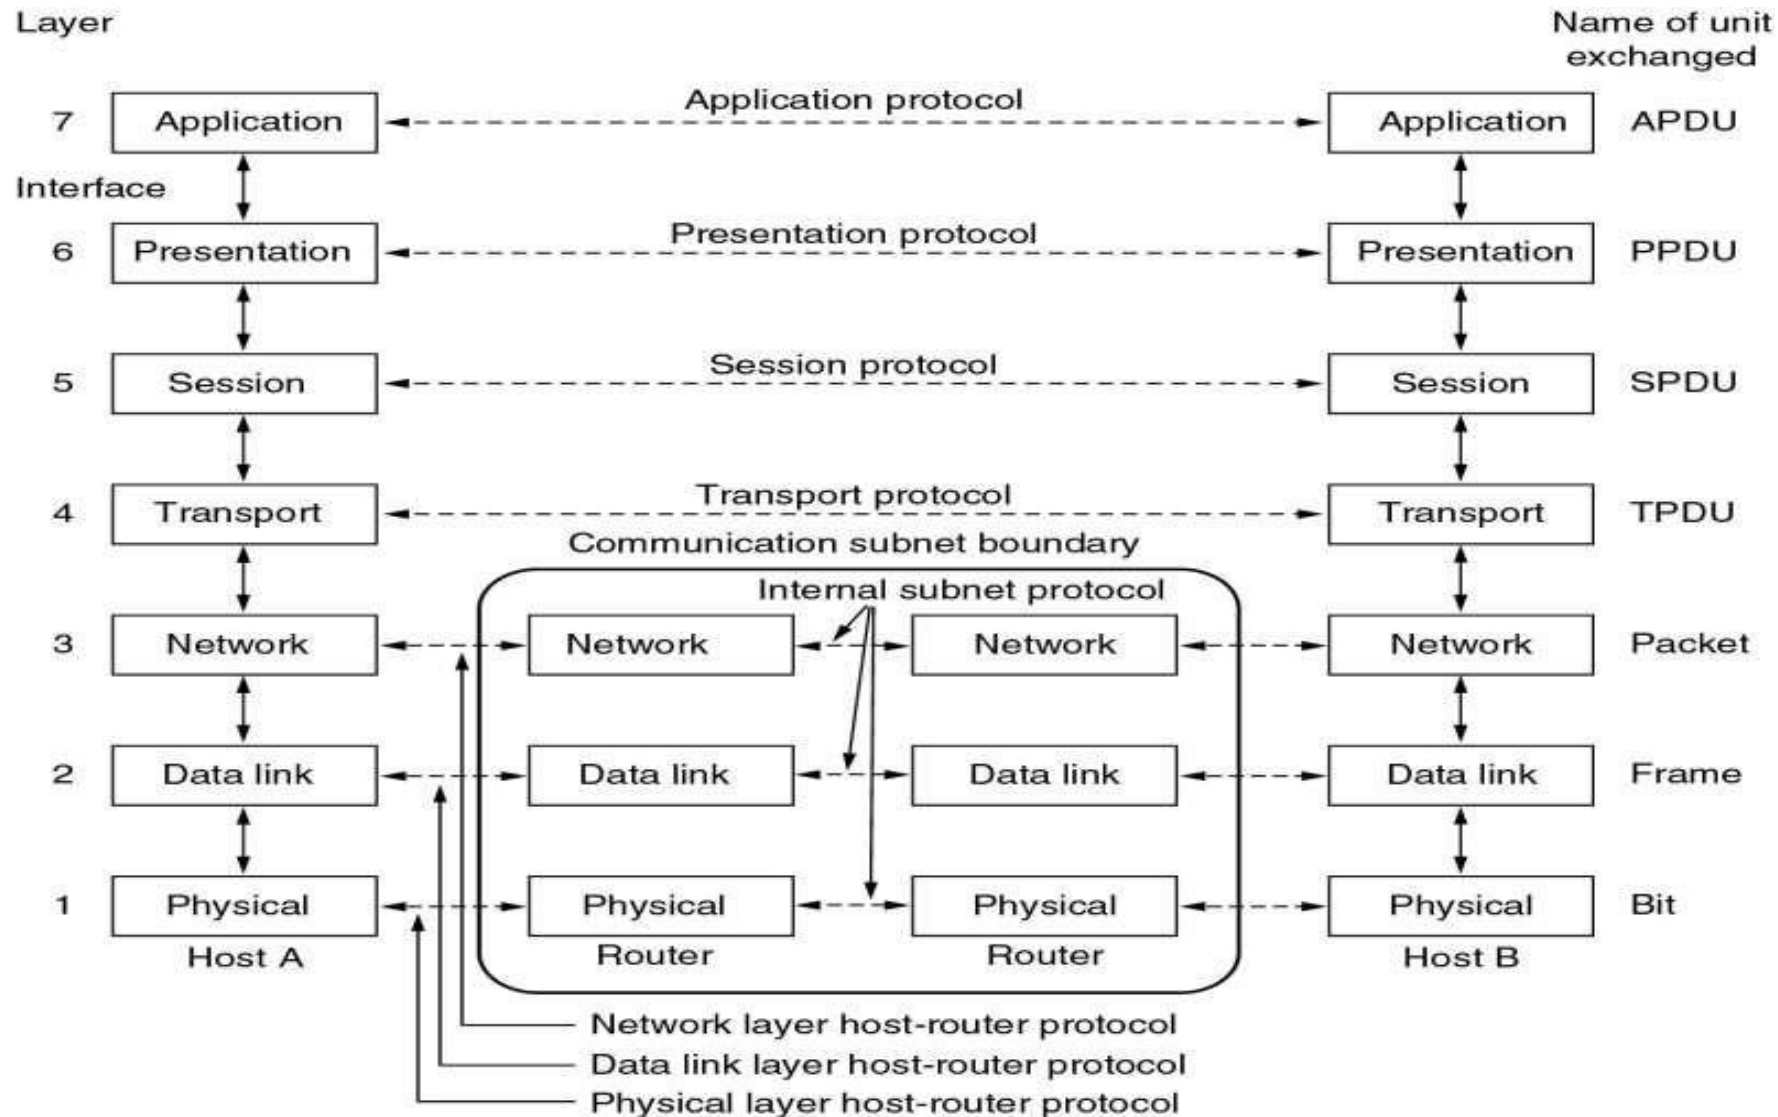 Layer
Name of unit
exchanged
7
Application
Application protocol
Application
APDU
Interface
6
Presentation
Presentation protocol
Presentation
PPDU
5
Session
Session protocol
Session
SPDU
4
Transport
Transport protocol
Transport
TPDU
Communication subnet boundary
Internal subnet protocol
3
Network
Network
Network
Network
Packet
2
Data link
Data link
Data link
Data link
Frame
1
Physical
Physical
Physical
Physical
Bit
Host A
Router
Router
Host B
Network layer host-router protocol
Data link layer host-router protocol
Physical layer host-router protocol